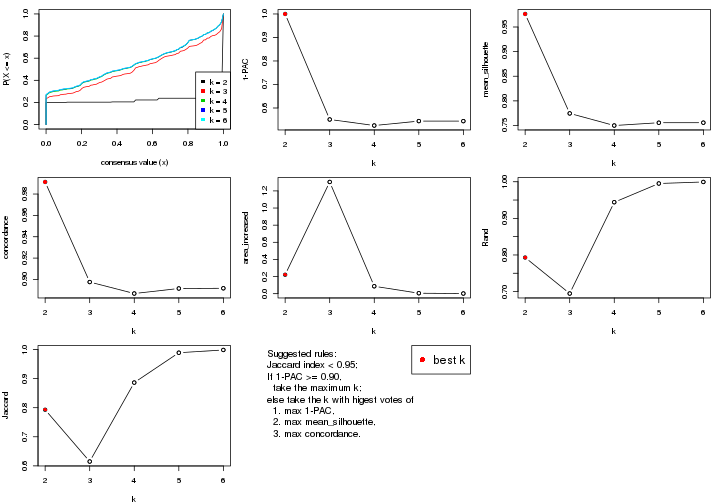 P(X <= x)
0.0 0.2 0.4 0.6 0.8 1.0
0.0 0.2 0.4 0.6 0.8 1.0
consensus value (x)
k = 2
k = 3
k = 4
k = 5
k = 6
1-PAC
0.6 0.7 0.8 0.9 1.0
2 3 4 5 6
k
mean_silhouette
0.75 0.80 0.85 0.90 0.95
2 3 4 5 6
k
concordance
0.90 0.92 0.94 0.96 0.98
2 3 4 5 6
k
area_increased
0.0 0.2 0.4 0.6 0.8 1.0 1.2
2 3 4 5 6
k
Rand
0.70 0.80 0.90 1.00
2 3 4 5 6
k
Jaccard
0.6 0.7 0.8 0.9 1.0
2 3 4 5 6
k
Suggested rules:
Jaccard index < 0.95;
If 1-PAC >= 0.90,
take the maximum k;
else take the k with higest votes of
1. max 1-PAC,
2. max mean_silhouette,
3. max concordance.
best k